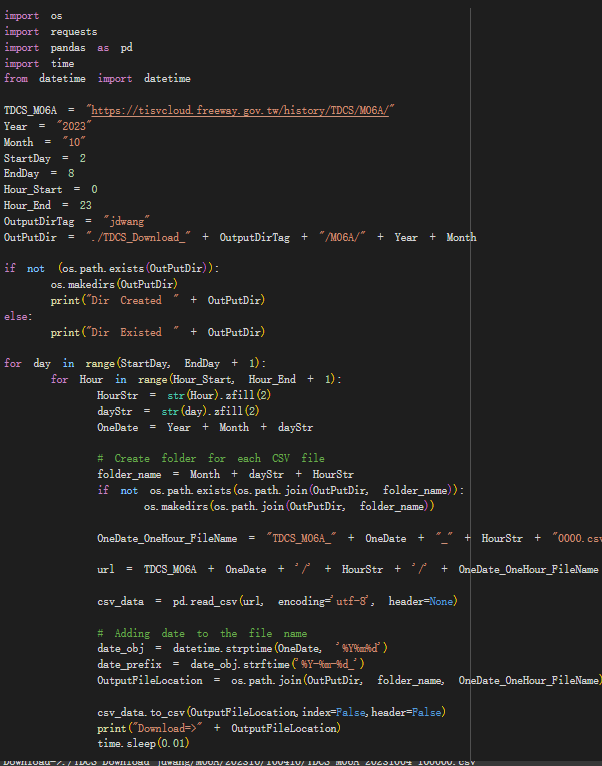 import os
import requests
import pandas as pd
import time
from datetime import datetime

TDCS_M06A = "https://tisvcloud.freeway.gov.tw/history/TDCS/M06A/"
Year = "2023"
Month = "10"
StartDay = 2
EndDay = 8
Hour_Start = 0
Hour_End = 23
OutputDirTag = "jdwang"
OutPutDir = "./TDCS_Download_" + OutputDirTag + "/M06A/" + Year + Month

if not (os.path.exists(OutPutDir)):
    os.makedirs(OutPutDir)
    print("Dir Created " + OutPutDir)
else:
    print("Dir Existed " + OutPutDir)

for day in range(StartDay, EndDay + 1):
    for Hour in range(Hour_Start, Hour_End + 1):
        HourStr = str(Hour).zfill(2)
        dayStr = str(day).zfill(2)
        OneDate = Year + Month + dayStr

        # Create folder for each CSV file
        folder_name = Month + dayStr + HourStr
        if not os.path.exists(os.path.join(OutPutDir, folder_name)):
            os.makedirs(os.path.join(OutPutDir, folder_name))

        OneDate_OneHour_FileName = "TDCS_M06A_" + OneDate + "_" + HourStr + "0000.csv

        url = TDCS_M06A + OneDate + '/' + HourStr + '/' + OneDate_OneHour_FileName

        csv_data = pd.read_csv(url, encoding='utf-8', header=None)

        # Adding date to the file name
        date_obj = datetime.strptime(OneDate, '%Y%m%d')
        date_prefix = date_obj.strftime('%Y-%m-%d_')
        OutputFileLocation = os.path.join(OutPutDir, folder_name, OneDate_OneHour_FileName)

        csv_data.to_csv(OutputFileLocation,index=False,header=False)
        print("Download=>" + OutputFileLocation)
        time.sleep(0.01)
Download=>./TDCS_Download_jdwang/M06A/202310/100410/TDCS_M06A_20231004_100000.csv